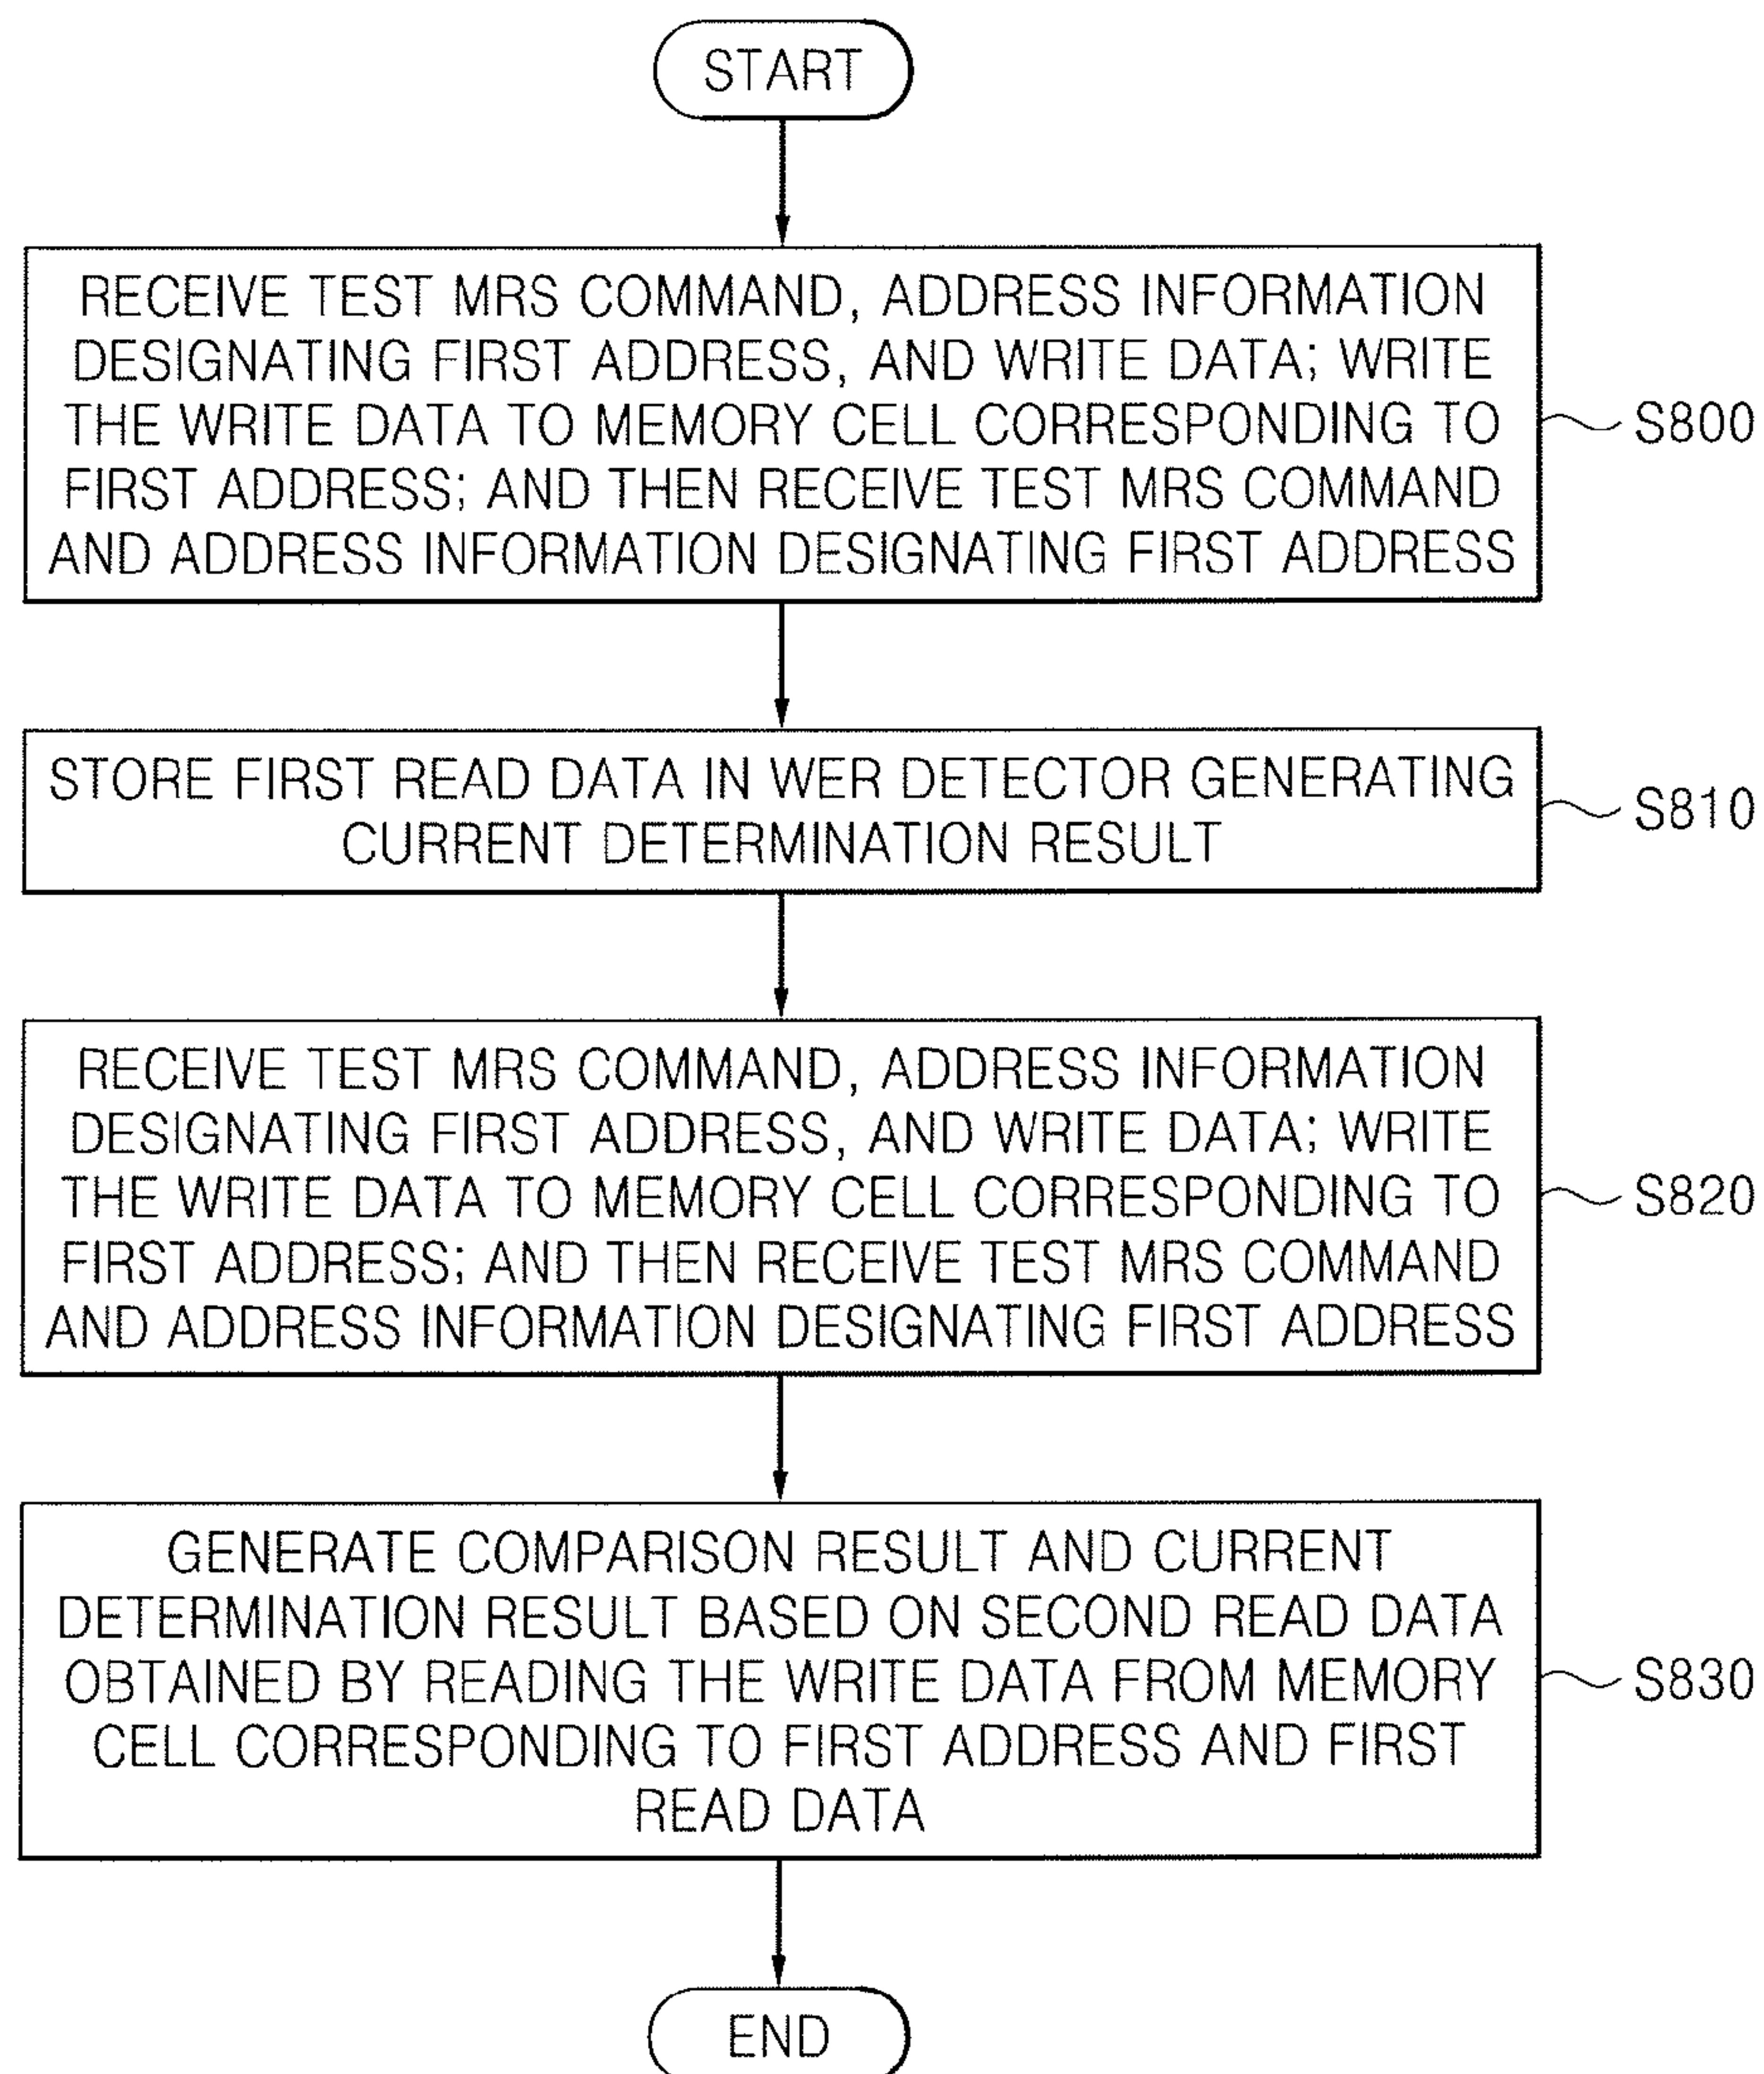 START
RECEIVE TEST MRS COMMAND, ADDRESS INFORMATION
DESIGNATING FIRST ADDRESS, AND WRITE DATA; WRITE
THE WRITE DATA TO MEMORY CELL CORRESPONDING TO
FIRST ADDRESS; AND THEN RECEIVE TEST MRS COMMAND
AND ADDRESS INFORMATION DESIGNATING FIRST ADDRESS
S800
STORE FIRST READ DATA IN WER DETECTOR GENERATING
CURRENT DETERMINATION RESULT
S810
RECEIVE TEST MRS COMMAND, ADDRESS INFORMATION
DESIGNATING FIRST ADDRESS, AND WRITE DATA; WRITE
THE WRITE DATA TO MEMORY CELL CORRESPONDING TO
FIRST ADDRESS; AND THEN RECEIVE TEST MRS COMMAND
AND ADDRESS INFORMATION DESIGNATING FIRST ADDRESS
S820
GENERATE COMPARISON RESULT AND CURRENT
DETERMINATION RESULT BASED ON SECOND READ DATA
OBTAINED BY READING THE WRITE DATA FROM MEMORY
CELL CORRESPONDING TO FIRST ADDRESS AND FIRST
READ DATA
S830
END